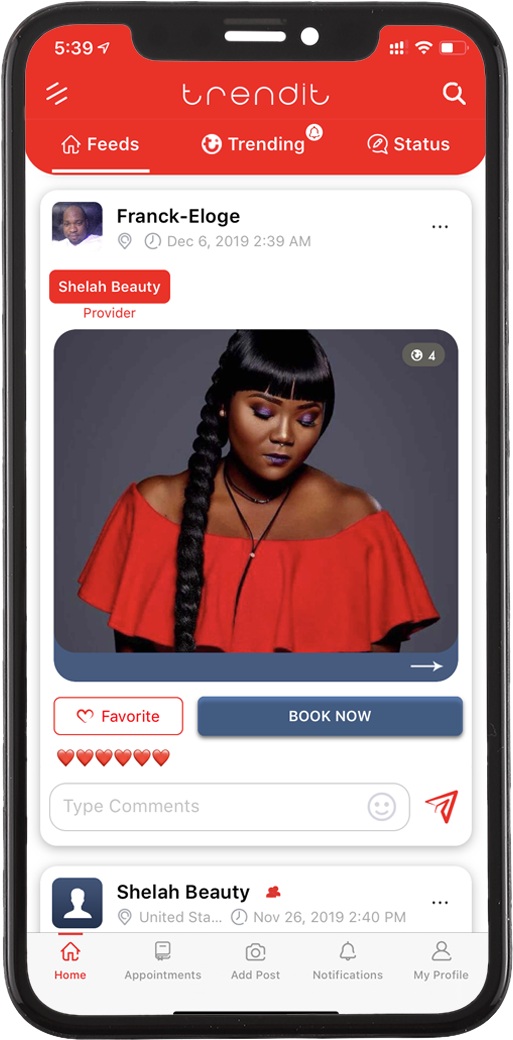 5:39
trendit
Feeds
Trending
Status
Franck-Eloge
Dec 6, 2019 2:39 AM
Shelah Beauty
Provider
4
Favorite
BOOK NOW
Type Comments
Shelah Beauty
United Sta... Nov 26, 2019 2:40 PM
Home
Appointments
Add Post
Notifications
My Profile